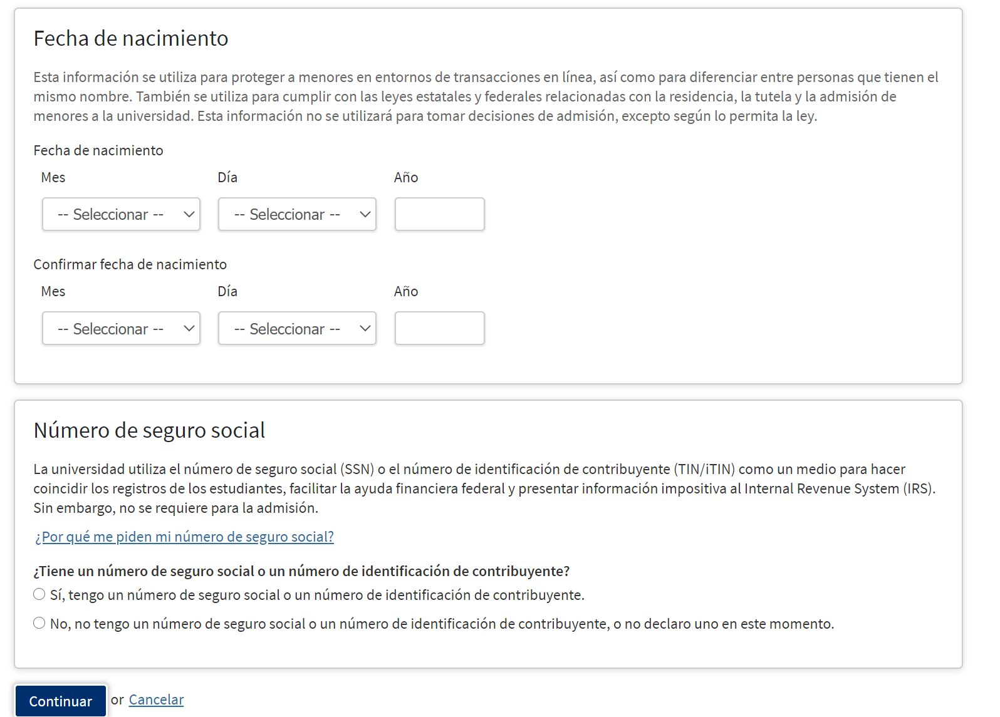 Fecha de nacimiento
Esta información se utiliza para proteger a menores en entornos de transacciones en línea, así como para diferenciar entre personas que tienen el
mismo nombre. También se utiliza para cumplir con las leyes estatales y federales relacionadas con la residencia, la tutela y la admisión de
menores a la universidad. Esta información no se utilizará para tomar decisiones de admisión, excepto según lo permita la ley.
Fecha de nacimiento
Mes Día Año
-- Seleccionar -- -- Seleccionar --
Confirmar fecha de nacimiento
Mes Día Año
-- Seleccionar -- -- Seleccionar --
Número de seguro social
La universidad utiliza el número de seguro social (SSN) o el número de identificación de contribuyente (TIN/iTIN) como un medio para hacer
coincidir los registros de los estudiantes, facilitar la ayuda financiera federal y presentar información impositiva al Internal Revenue System (IRS).
Sin embargo, no se requiere para la admisión.
¿Por qué me piden mi número de seguro social?
¿Tiene un número de seguro social o un número de identificación de contribuyente?
Sí, tengo un número de seguro social o un número de identificación de contribuyente.
No, no tengo un número de seguro social o un número de identificación de contribuyente, o no declaro uno en este momento.
Continuar or Cancelar